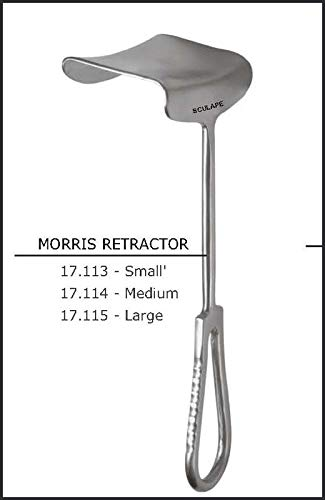 SCULAPE
MORRIS RETRACTOR
17.113 - Small'
17.114 - Medium
17.115 - Large